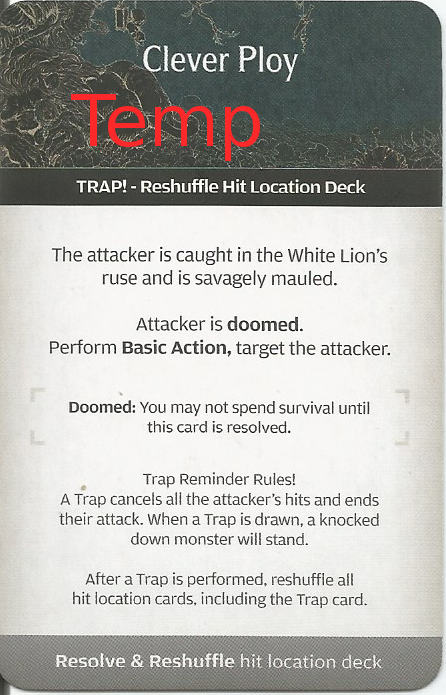 Clever Ploy
Temp
TRAP! - Reshuffle Hit Location Deck
The attacker is caught in the White Lion's
ruse and is savagely mauled.
Attacker is doomed.
Perform Basic Action, target the attacker.
Doomed: You may not spend survival until
this card is resolved.
Trap Reminder Rules!
A Trap cancels all the attacker's hits and ends
their attack. When a Trap is drawn, a knocked
down monster will stand.
After a Trap is performed, reshuffle all
hit location cards, including the Trap card.
Resolve & Reshuffle hit location deck